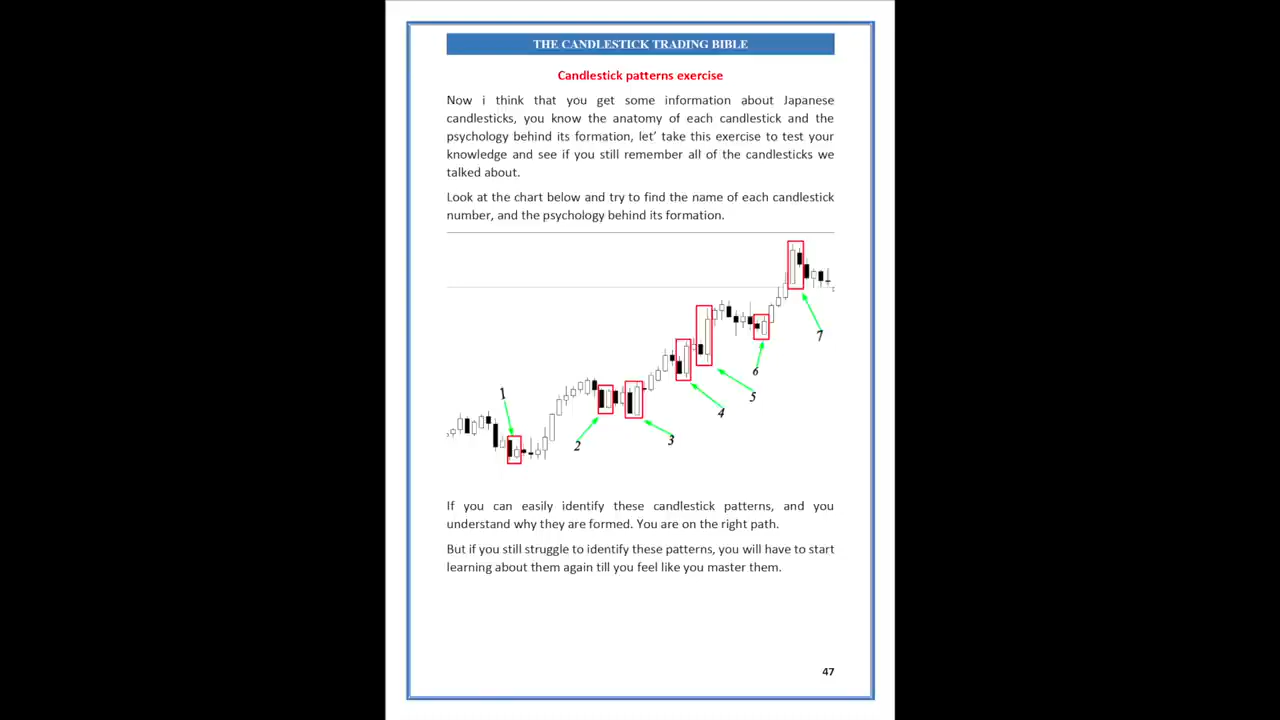 THE CANDLESTICK TRADING BIBLE
Candlestick patterns exercise
Now i think that you get some information about Japanese
candlesticks, you know the anatomy of each candlestick and the
psychology behind its formation, let’ take this exercise to test your
knowledge and see if you still remember all of the candlesticks we
talked about.
Look at the chart below and try to find the name of each candlestick
number, and the psychology behind its formation.
7
6
1
5
4
2
3
If you can easily identify these candlestick patterns, and you
understand why they are formed. You are on the right path.
But if you still struggle to identify these patterns, you will have to start
learning about them again till you feel like you master them.
47